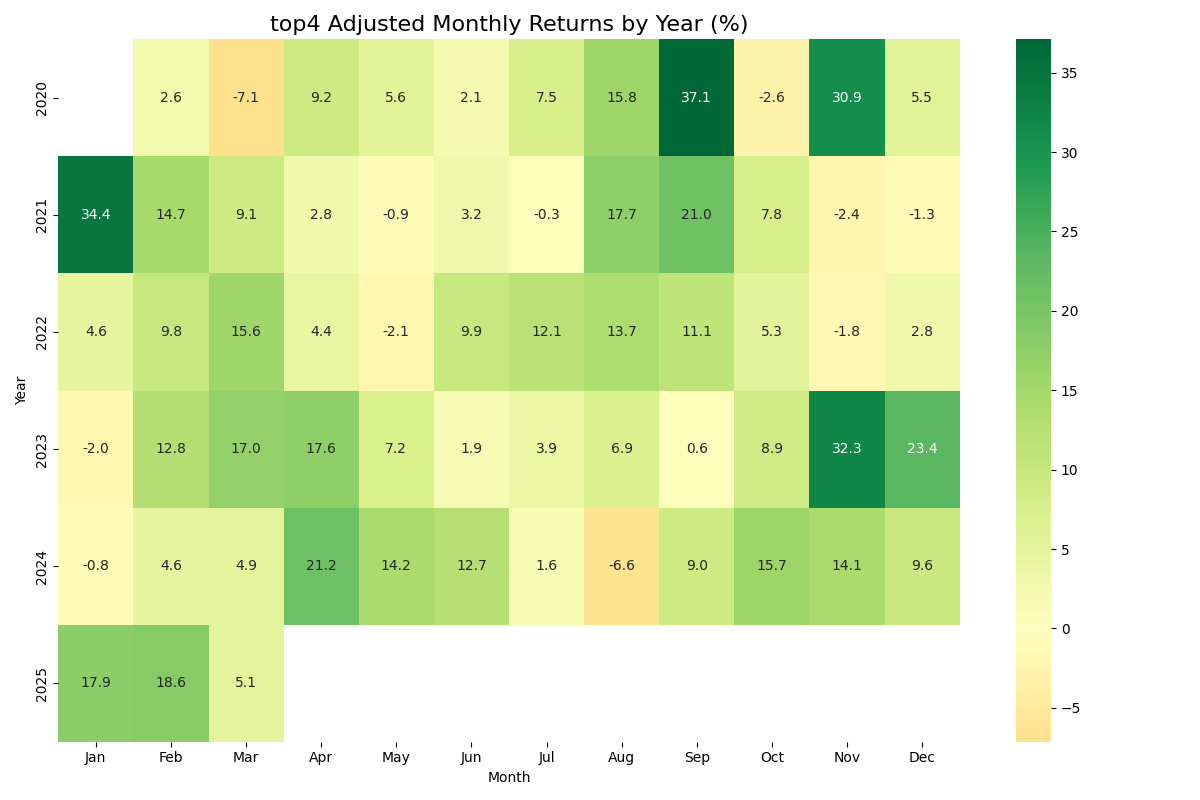 top4 Adjusted Monthly Returns by Year (%)
2020 2.6 -7.1 9.2 5.6 2.1 7.5 15.8 37.1 -2.6 30.9 5.5
2021 34.4 14.7 9.1 2.8 -0.9 3.2 -0.3 17.7 21.0 7.8 -2.4 -1.3
2022 4.6 9.8 15.6 4.4 -2.1 9.9 12.1 13.7 11.1 5.3 -1.8 2.8
Year
2023 -2.0 12.8 17.0 17.6 7.2 1.9 3.9 6.9 0.6 8.9 32.3 23.4
2024 -0.8 4.6 4.9 21.2 14.2 12.7 1.6 -6.6 9.0 15.7 14.1 9.6
2025 17.9 18.6 5.1
Jan Feb Mar Apr May Jun Jul Aug Sep Oct Nov Dec
Month
35
30
25
20
15
10
5
0
−5